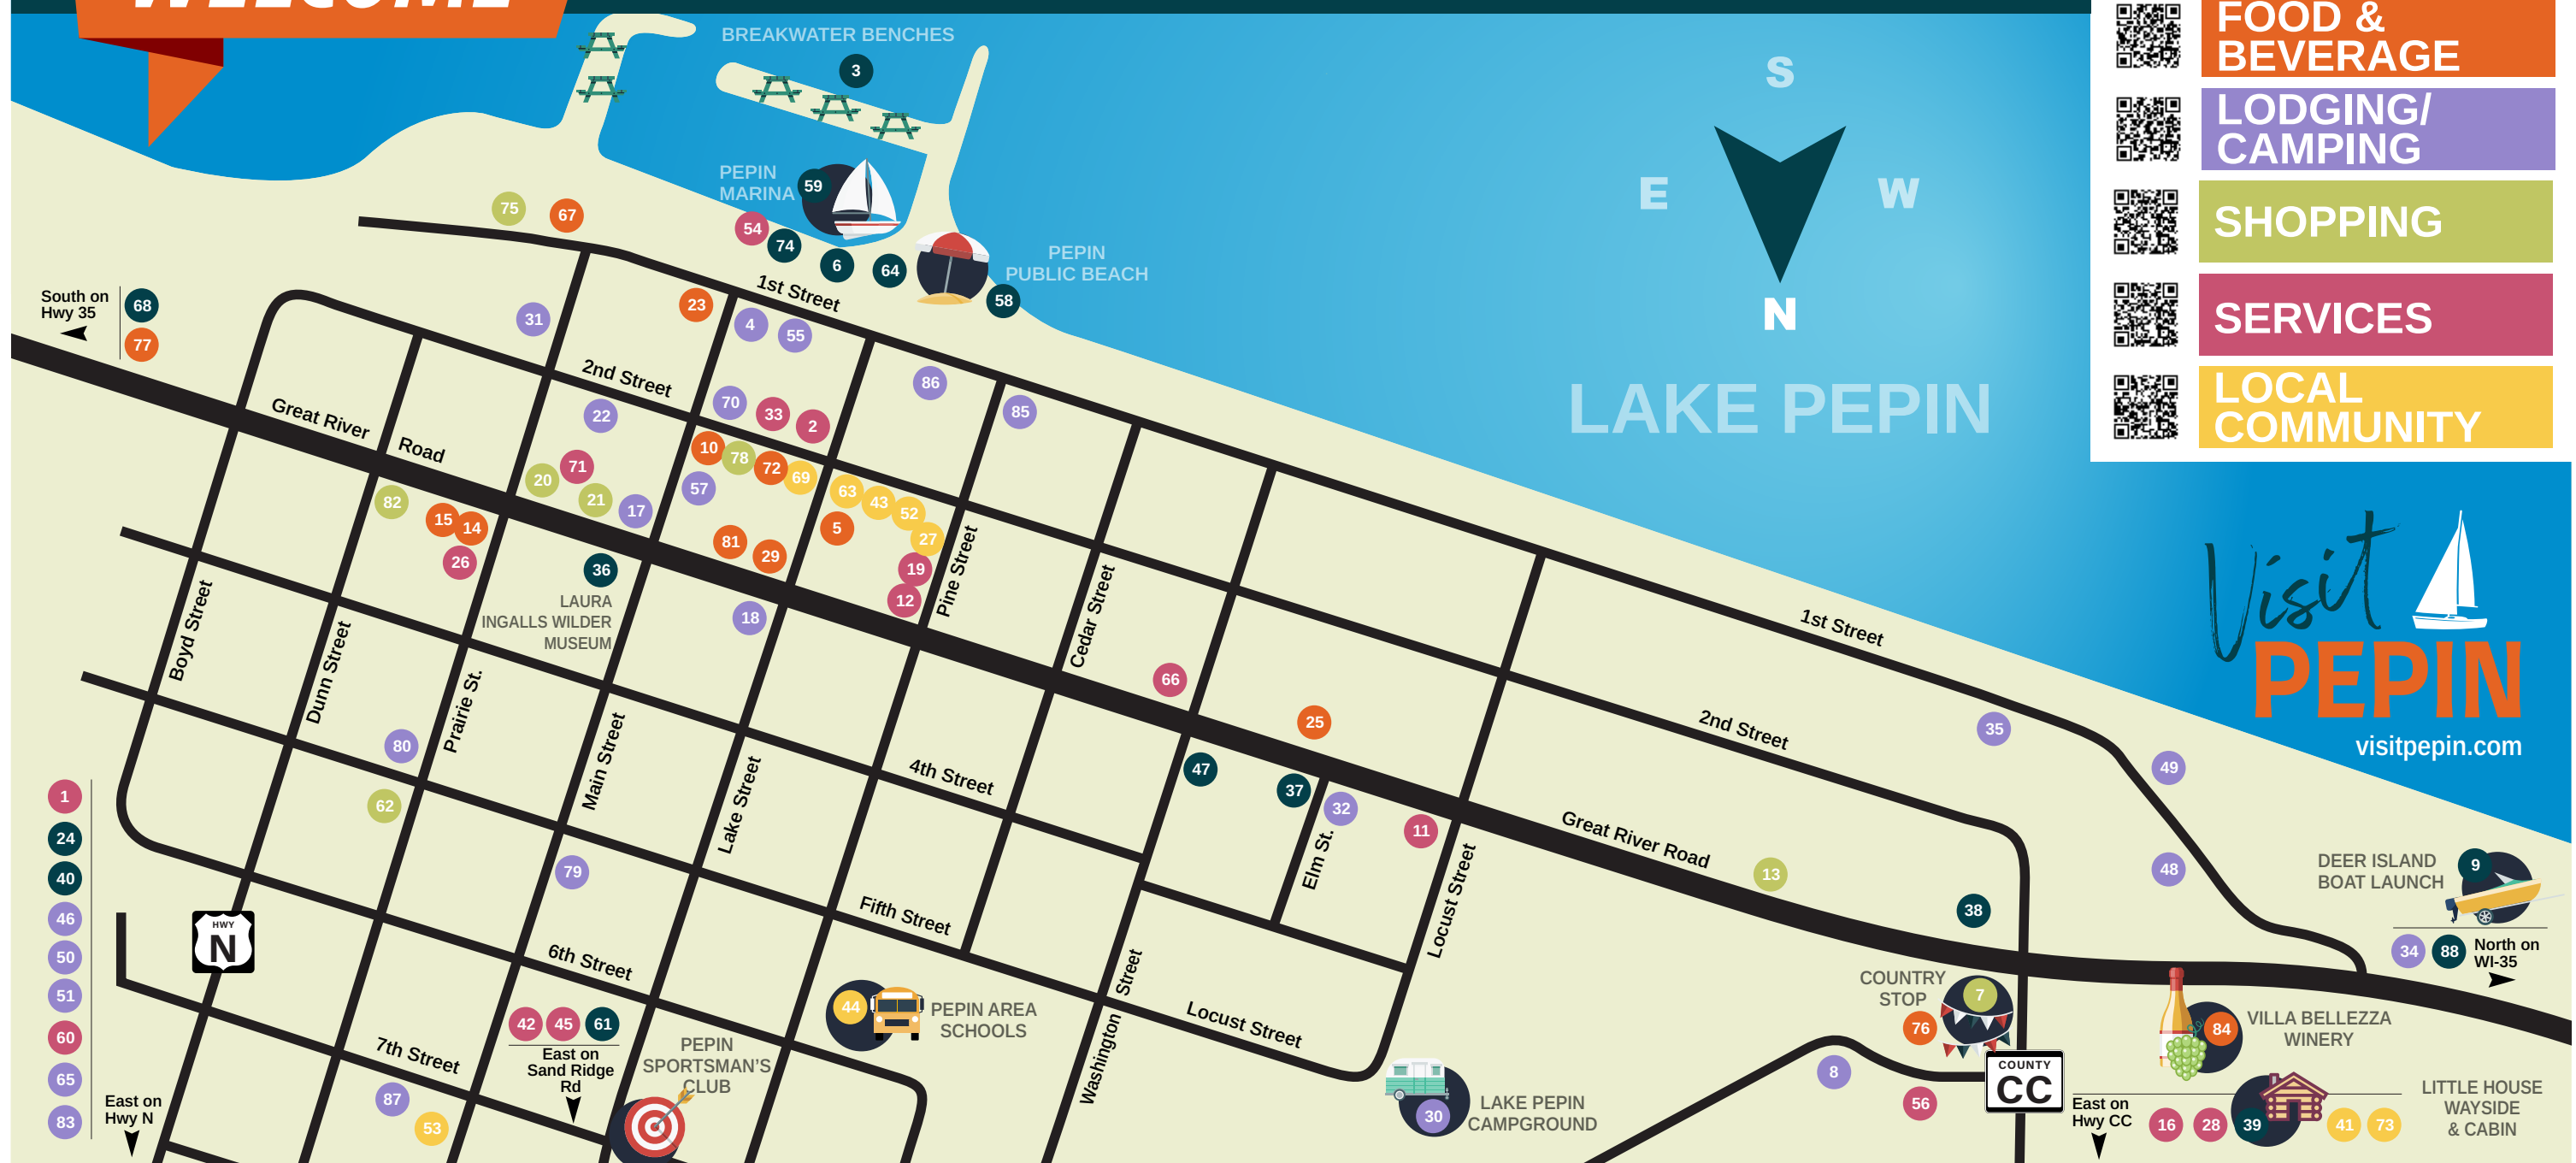 WELCOME
BREAKWATER BENCHES
3
PEPIN
MARINA
59
54
74
6
64
PEPIN
PUBLIC BEACH
58
S
E
W
N
LAKE PEPIN
FOOD &
BEVERAGE
LODGING/
CAMPING
SHOPPING
SERVICES
LOCAL
COMMUNITY
75
67
South on
Hwy 35
68
77
31
23
1st Street
4
55
86
85
2nd Street
22
70
33
2
Great River
Road
10
78
72
69
63
43
52
27
20
71
21
17
57
81
29
5
19
12
82
15
14
26
36
LAURA
INGALLS WILDER
MUSEUM
18
Pine Street
Cedar Street
Boyd Street
Dunn Street
Prairie St.
Main Street
Lake Street
66
25
1st Street
2nd Street
35
49
48
Visit
PEPIN
visitpepin.com
80
62
79
4th Street
47
37
32
11
Elm St.
Locust Street
Great River Road
13
38
DEER ISLAND
BOAT LAUNCH
9
34
88
North on
WI-35
1
24
40
46
50
51
60
65
83
East on
Hwy N
HWY
N
Fifth Street
6th Street
7th Street
42
45
61
East on
Sand Ridge
Rd
PEPIN
SPORTSMAN'S
CLUB
44
PEPIN AREA
SCHOOLS
Washington
Street
Locust Street
87
53
30
LAKE PEPIN
CAMPGROUND
COUNTRY
STOP
7
76
8
56
COUNTY
CC
84
VILLA BELLEZZA
WINERY
East on
Hwy CC
16
28
39
41
73
LITTLE HOUSE
WAYSIDE
& CABIN